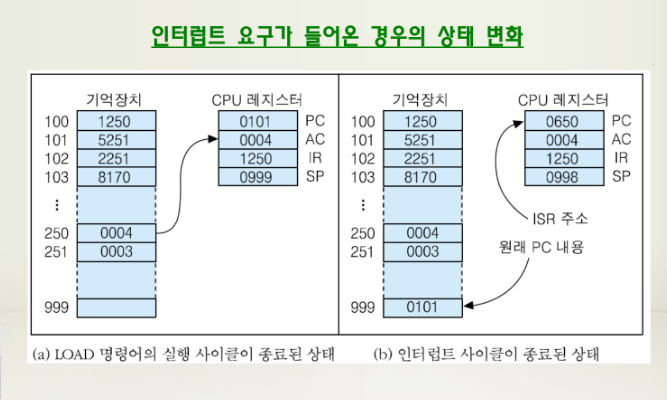 인터럽트 요구가 들어온 경우의 상태 변화
기억장치 CPU 레지스터
100 1250 0101 PC
101 5251 0004 AC
102 2251 1250 IR
103 8170 0999 SP
⋮
250 0004
251 0003
999
(a) LOAD 명령어의 실행 사이클이 종료된 상태
기억장치 CPU 레지스터
100 1250 0650 PC
101 5251 0004 AC
102 2251 1250 IR
103 8170 0998 SP
⋮
ISR 주소
250 0004
251 0003
원래 PC 내용
999 0101
(b) 인터럽트 사이클이 종료된 상태